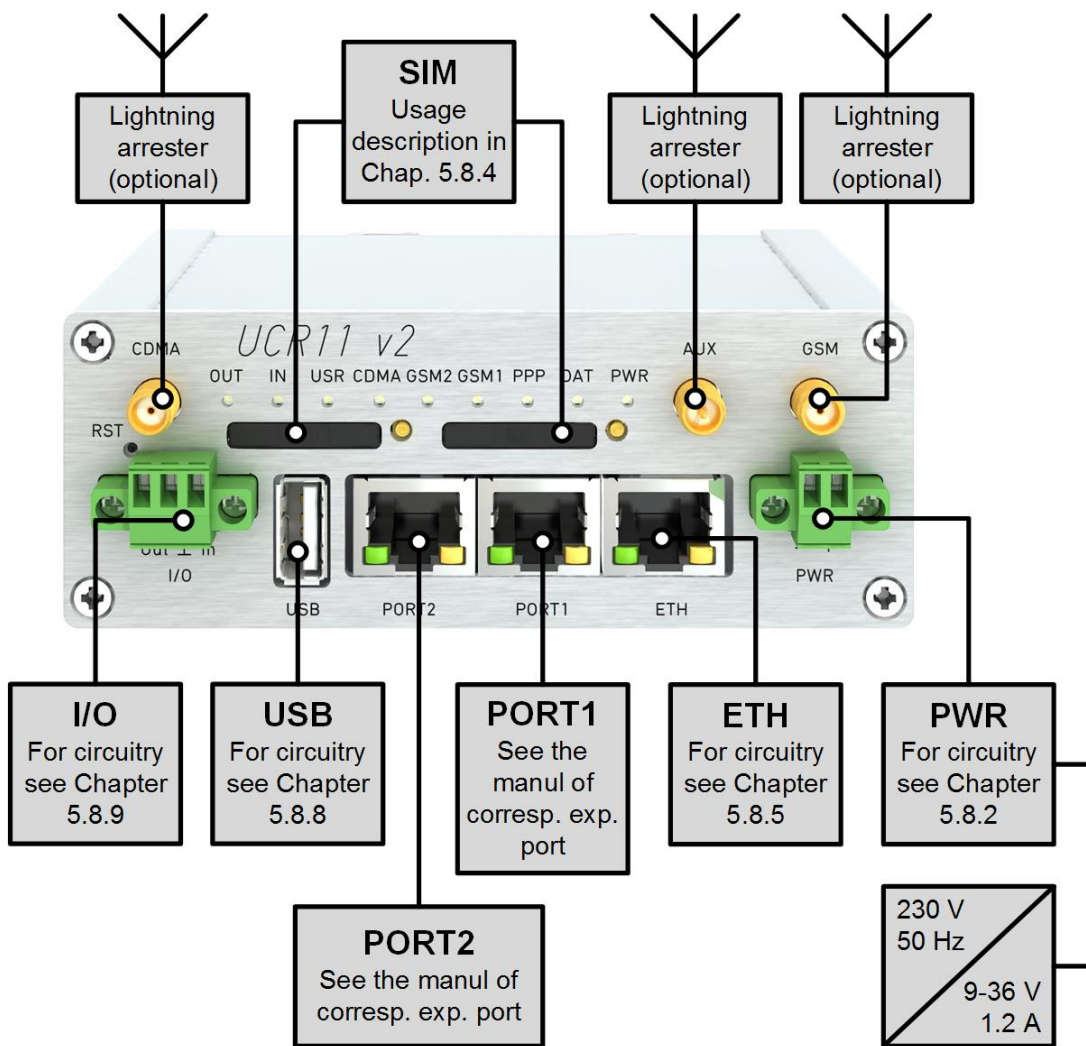 SIM
Usage
description in
Chap. 5.8.4
Lightning
arrester
(optional)
Lightning
arrester
(optional)
Lightning
arrester
(optional)
UCR11 v2
CDMA
AUX
GSM
OUT IN USR CDMA GSM2 GSM1 PPP DAT PWR
RST
Out ⊥ In
I/O
USB
PORT2
PORT1
ETH
PWR
I/O
For circuitry
see Chapter
5.8.9
USB
For circuitry
see Chapter
5.8.8
PORT1
See the
manul of
corresp. exp.
port
ETH
For circuitry
see Chapter
5.8.5
PWR
For circuitry
see Chapter
5.8.2
PORT2
See the manul of
corresp. exp. port
230 V
50 Hz
9-36 V
1.2 A